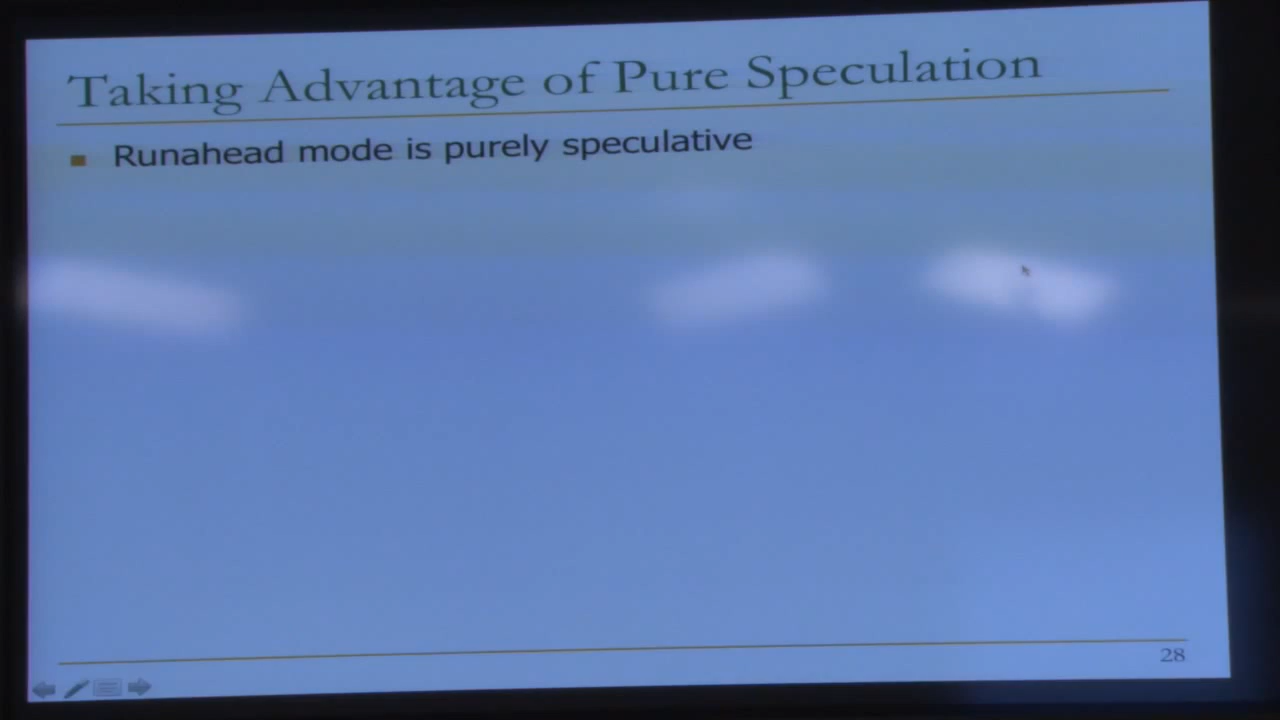 Taking Advantage of Pure Speculation
Runahead mode is purely speculative
28